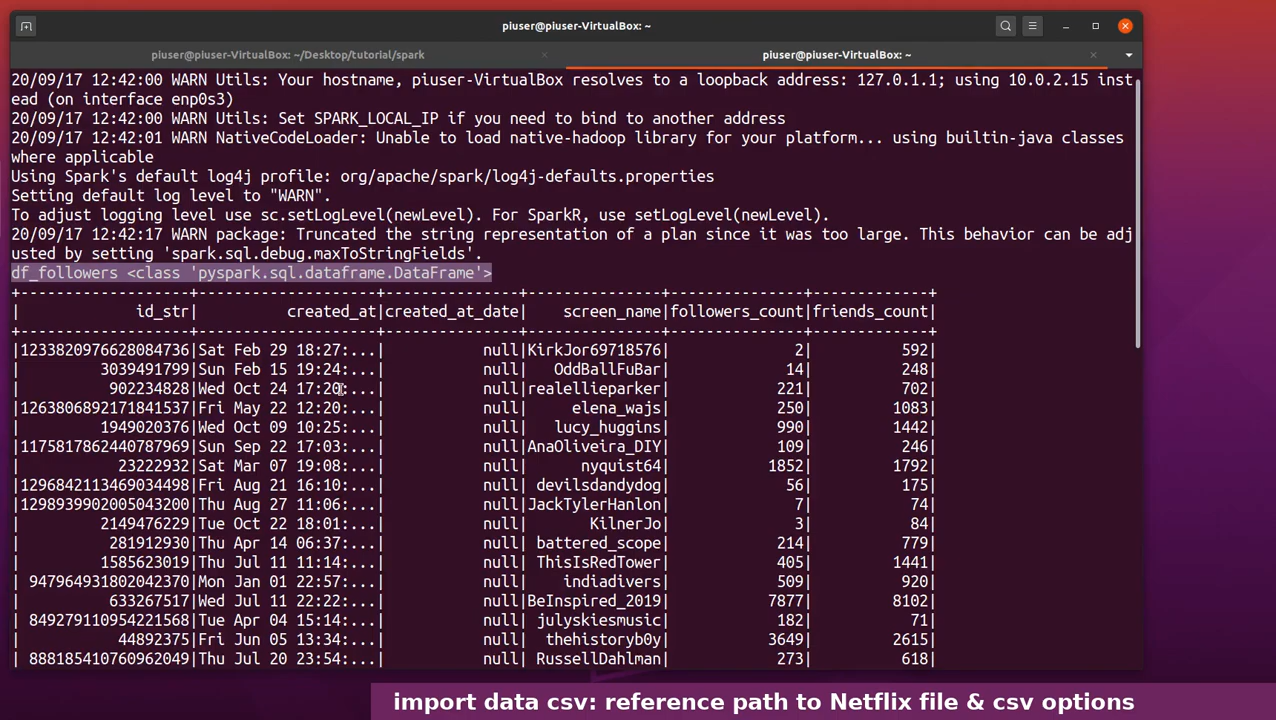 piuser@piuser-VirtualBox: ~
piuser@piuser-VirtualBox: ~/Desktop/tutorial/spark
piuser@piuser-VirtualBox: ~
20/09/17 12:42:00 WARN Utils: Your hostname, piuser-VirtualBox resolves to a loopback address: 127.0.1.1; using 10.0.2.15 inst
ead (on interface enp0s3)
20/09/17 12:42:00 WARN Utils: Set SPARK_LOCAL_IP if you need to bind to another address
20/09/17 12:42:01 WARN NativeCodeLoader: Unable to load native-hadoop library for your platform... using builtin-java classes
where applicable
Using Spark's default log4j profile: org/apache/spark/log4j-defaults.properties
Setting default log level to "WARN".
To adjust logging level use sc.setLogLevel(newLevel). For SparkR, use setLogLevel(newLevel).
20/09/17 12:42:17 WARN package: Truncated the string representation of a plan since it was too large. This behavior can be adj
usted by setting 'spark.sql.debug.maxToStringFields'.
df_followers <class 'pyspark.sql.dataframe.DataFrame'>
+-------------------+--------------------+---------------+---------------+---------------+-------------+
|             id_str|          created_at|created_at_date|    screen_name|followers_count|friends_count|
+-------------------+--------------------+---------------+---------------+---------------+-------------+
|1233820976628084736|Sat Feb 29 18:27:...|           null|KirkJor69718576|              2|          592|
|         3039491799|Sun Feb 15 19:24:...|           null|   OddBallFuBar|             14|          248|
|          902234828|Wed Oct 24 17:20:...|           null|realellieparker|            221|          702|
|1263806892171841537|Fri May 22 12:20:...|           null|     elena_wajs|            250|         1083|
|         1949020376|Wed Oct 09 10:25:...|           null|   lucy_huggins|            990|         1442|
|1175817862440787969|Sun Sep 22 17:03:...|           null|AnaOliveira_DIY|            109|          246|
|           23222932|Sat Mar 07 19:08:...|           null|      nyquist64|           1852|         1792|
|1296842113469034498|Fri Aug 21 16:10:...|           null| devilsdandydog|             56|          175|
|1298939902005043200|Thu Aug 27 11:06:...|           null|JackTylerHanlon|              7|           74|
|         2149476229|Tue Oct 22 18:01:...|           null|       KilnerJo|              3|           84|
|          281912930|Thu Apr 14 06:37:...|           null| battered_scope|            214|          779|
|         1585623019|Thu Jul 11 11:14:...|           null| ThisIsRedTower|            405|         1441|
| 947964931802042370|Mon Jan 01 22:57:...|           null|    indiadivers|            509|          920|
|          633267517|Wed Jul 11 22:22:...|           null|BeInspired_2019|           7877|         8102|
| 849279110954221568|Tue Apr 04 15:14:...|           null| julyskiesmusic|            182|           71|
|           44892375|Fri Jun 05 13:34:...|           null|  thehistoryb0y|           3649|         2615|
| 888185410760962049|Thu Jul 20 23:54:...|           null| RussellDahlman|            273|          618|
import data csv: reference path to Netflix file & csv options